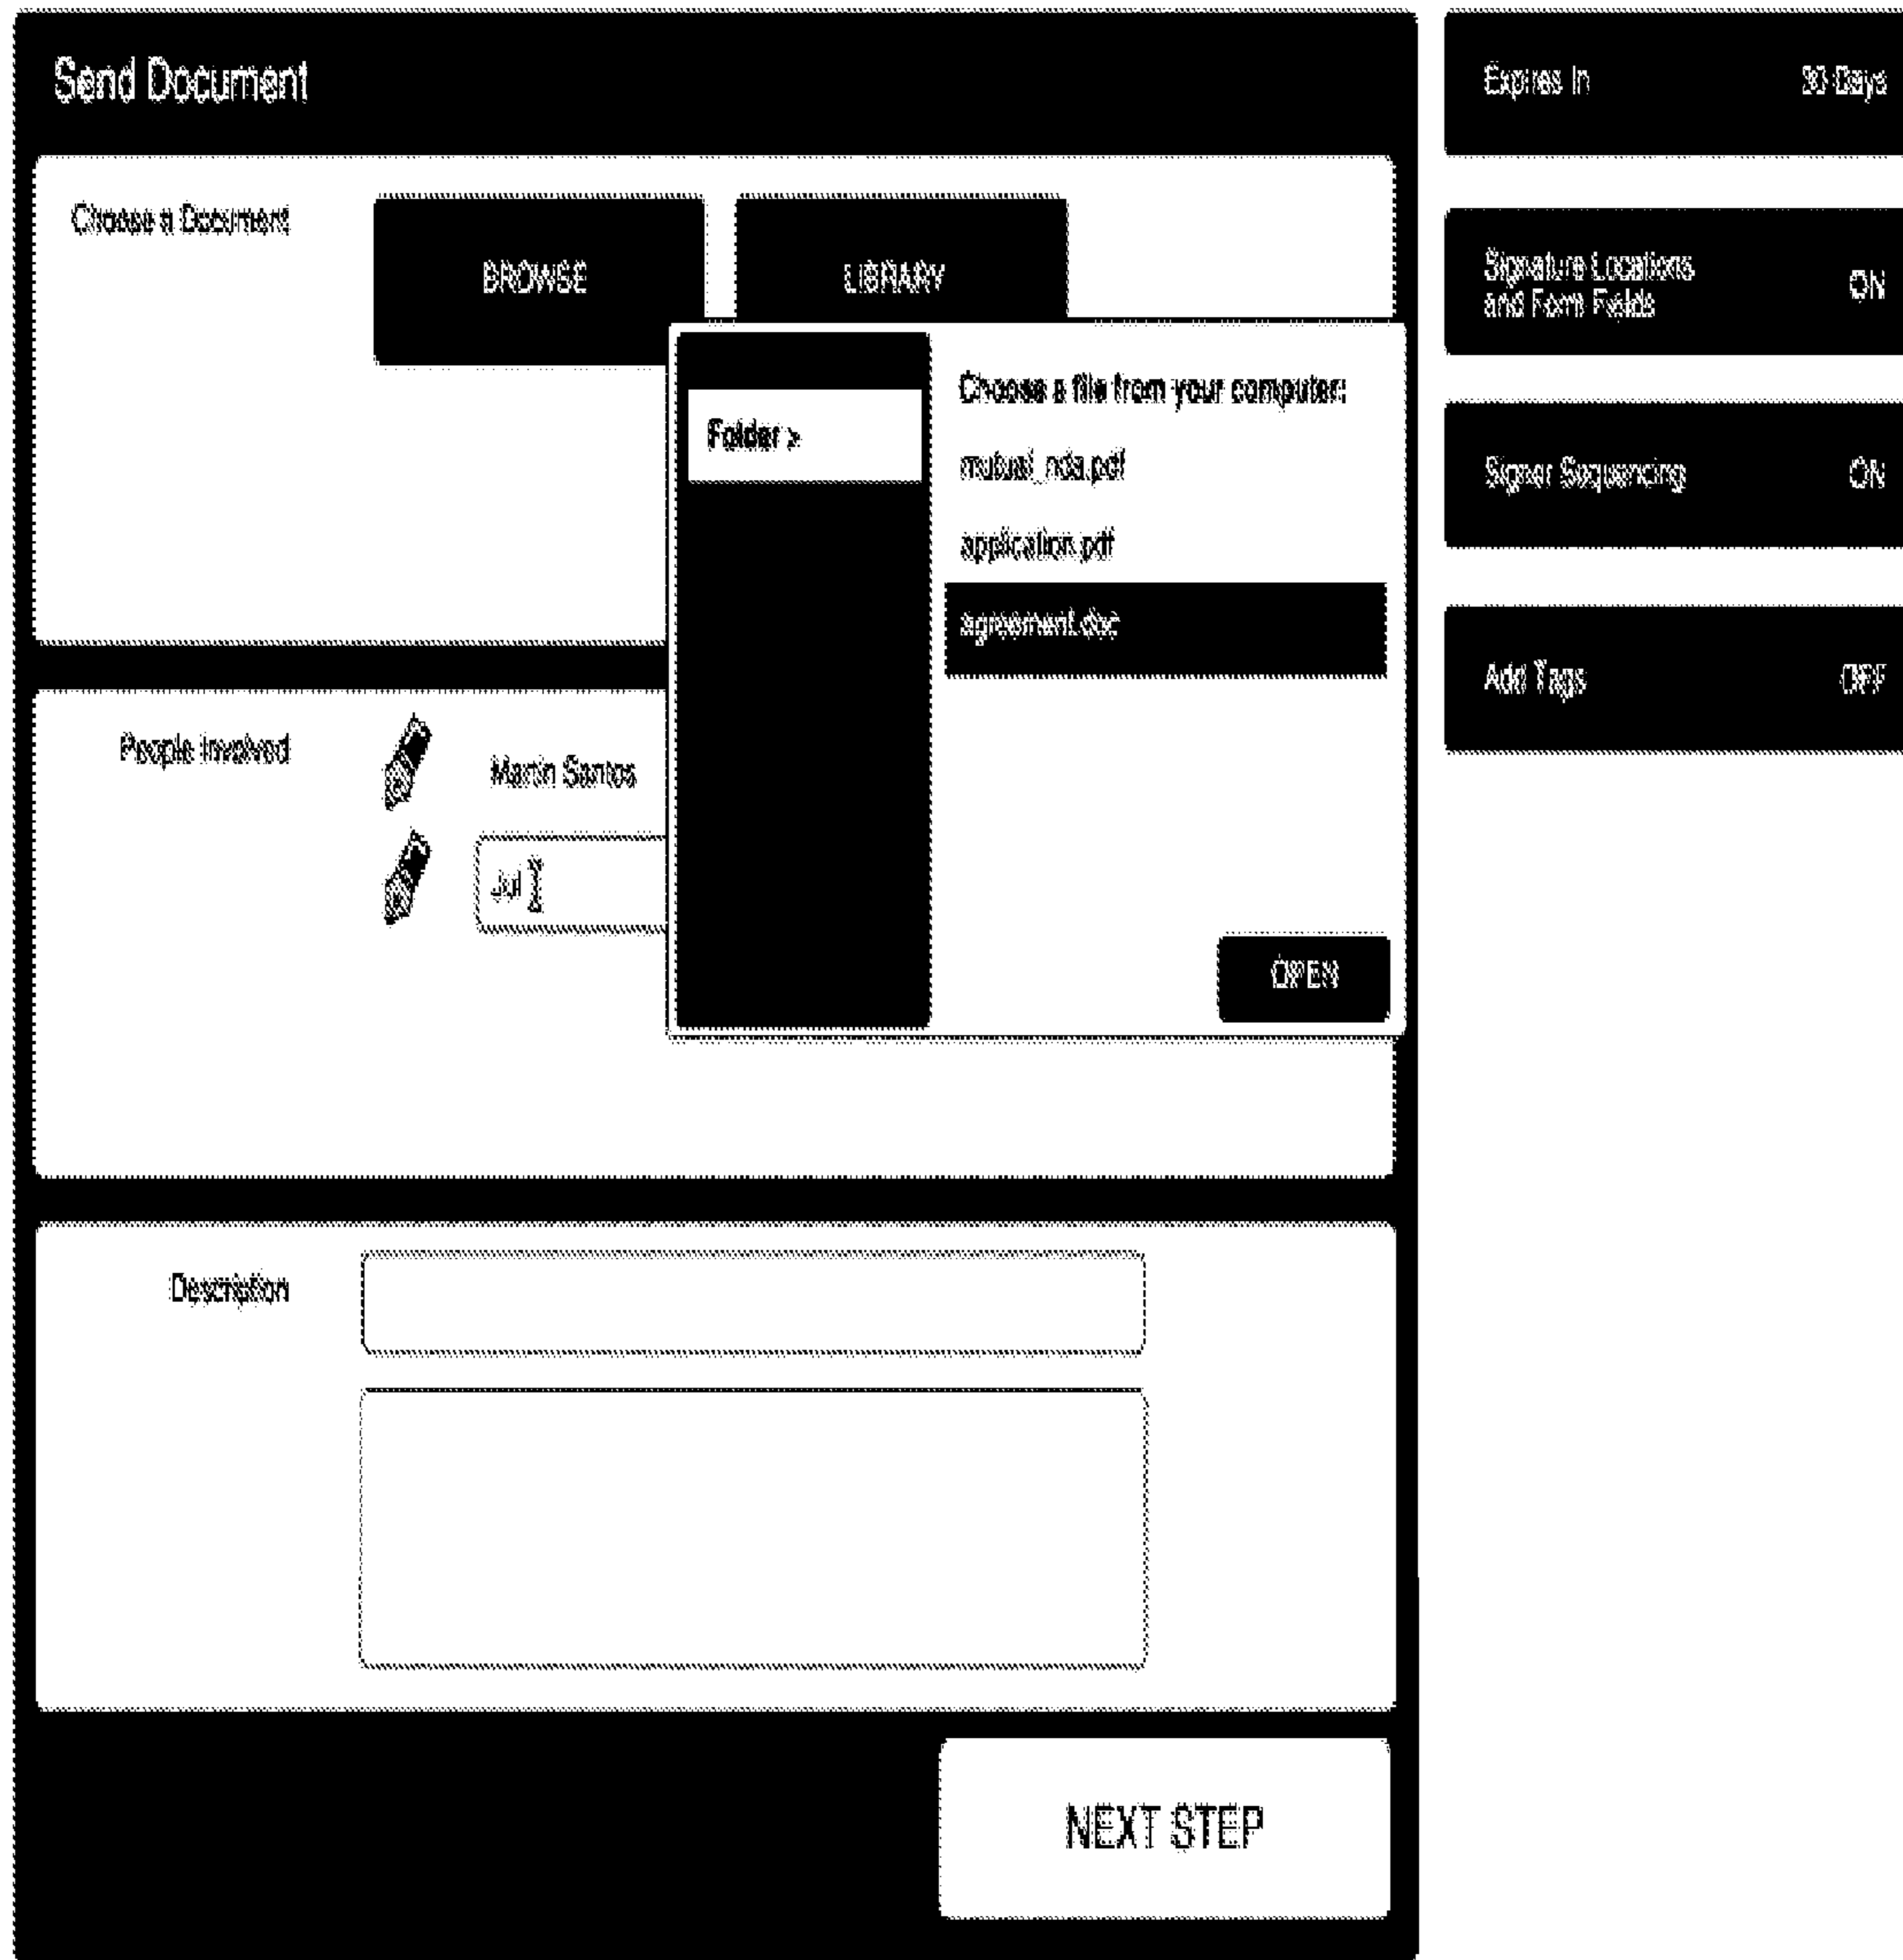 Send Document
Choose a Document
BROWSE
LIBRARY
Folder >
Choose a file from your computer:
mutual_nda.pdf
application.pdf
agreement.doc
OPEN
People Involved
Martin Santos
Jul
Description
NEXT STEP
Expires In
30 Days
Signature Locations
and Form Fields
ON
Signer Sequencing
ON
Add Tags
OFF